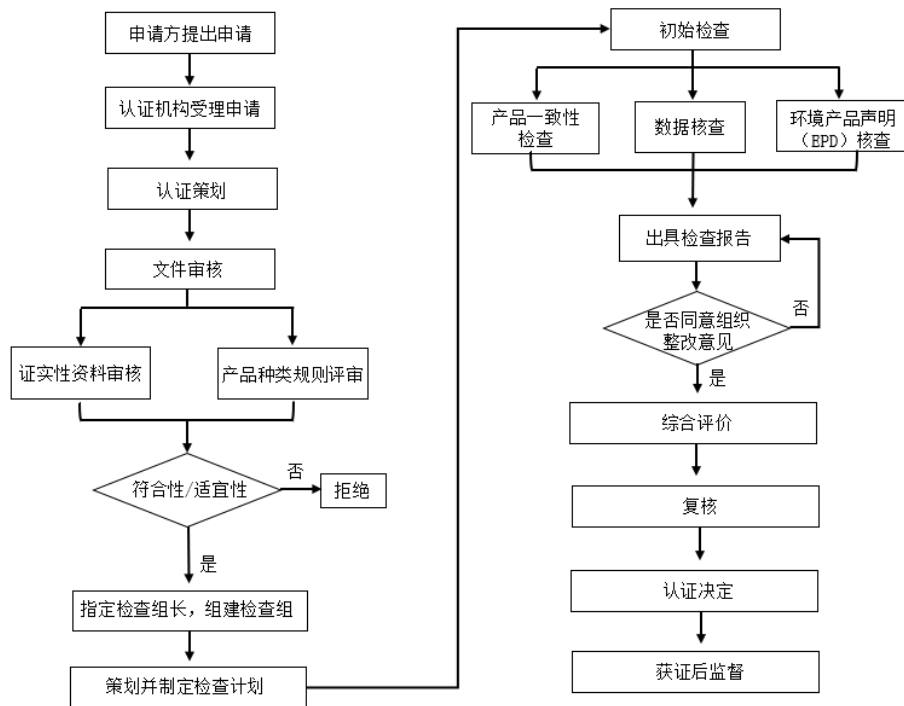 申请方提出申请
认证机构受理申请
认证策划
文件审核
证实性资料审核
产品种类规则评审
符合性/适宜性
否
拒绝
是
指定检查组长，组建检查组
策划并制定检查计划
初始检查
产品一致性
检查
数据核查
环境产品声明
（EPD）核查
出具检查报告
是否同意组织
整改意见
否
是
综合评价
复核
认证决定
获证后监督